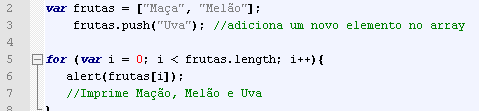 2 var frutas = ["Maça", "Melão"];
3 frutas.push("Uva"); //adiciona um novo elemento no array
4
5 for (var i = 0; i < frutas.length; i++){
6 alert(frutas[i]);
7 //Imprime Mação, Melão e Uva